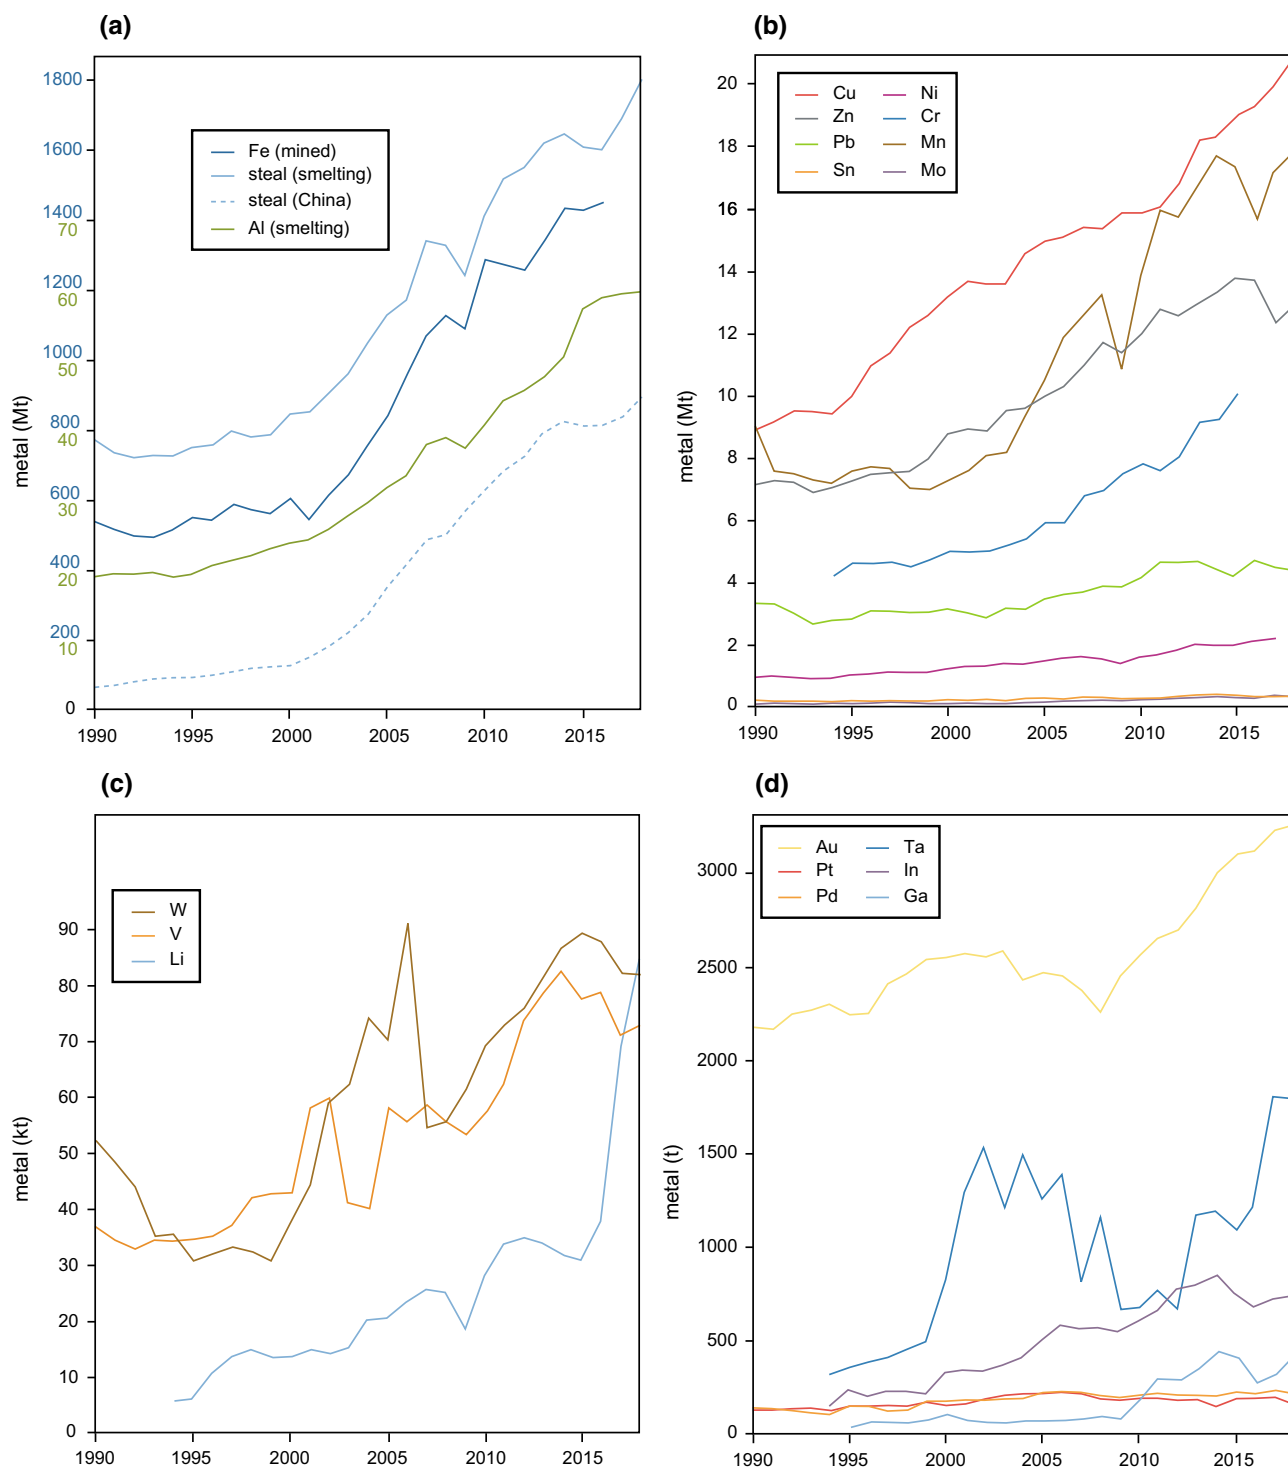 (a)
metal (Mt)
1800
1600
1400
70
1200
60
1000
50
800
40
600
30
400
20
200
10
0
Fe (mined)
steal (smelting)
steal (China)
Al (smelting)
1990 1995 2000 2005 2010 2015
(b)
metal (Mt)
20
18
16
14
12
10
8
6
4
2
0
Cu Ni
Zn Cr
Pb Mn
Sn Mo
1990 1995 2000 2005 2010 2015
(c)
metal (kt)
90
80
70
60
50
40
30
20
10
0
W
V
Li
1990 1995 2000 2005 2010 2015
(d)
metal (t)
3000
2500
2000
1500
1000
500
0
Au Ta
Pt In
Pd Ga
1990 1995 2000 2005 2010 2015